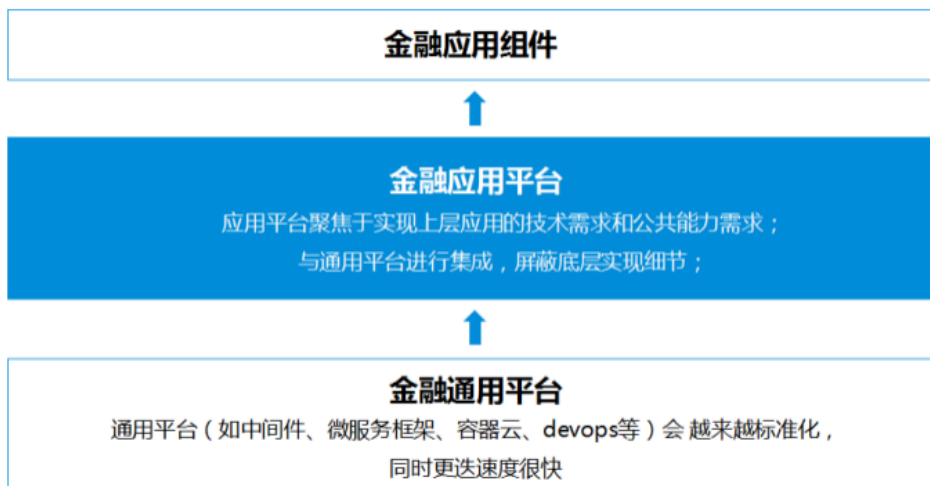 金融应用组件
金融应用平台
应用平台聚焦于实现上层应用的技术需求和公共能力需求；
与通用平台进行集成，屏蔽底层实现细节；
金融通用平台
通用平台（如中间件、微服务框架、容器云、devops等）会 越来越标准化，
同时更迭速度很快